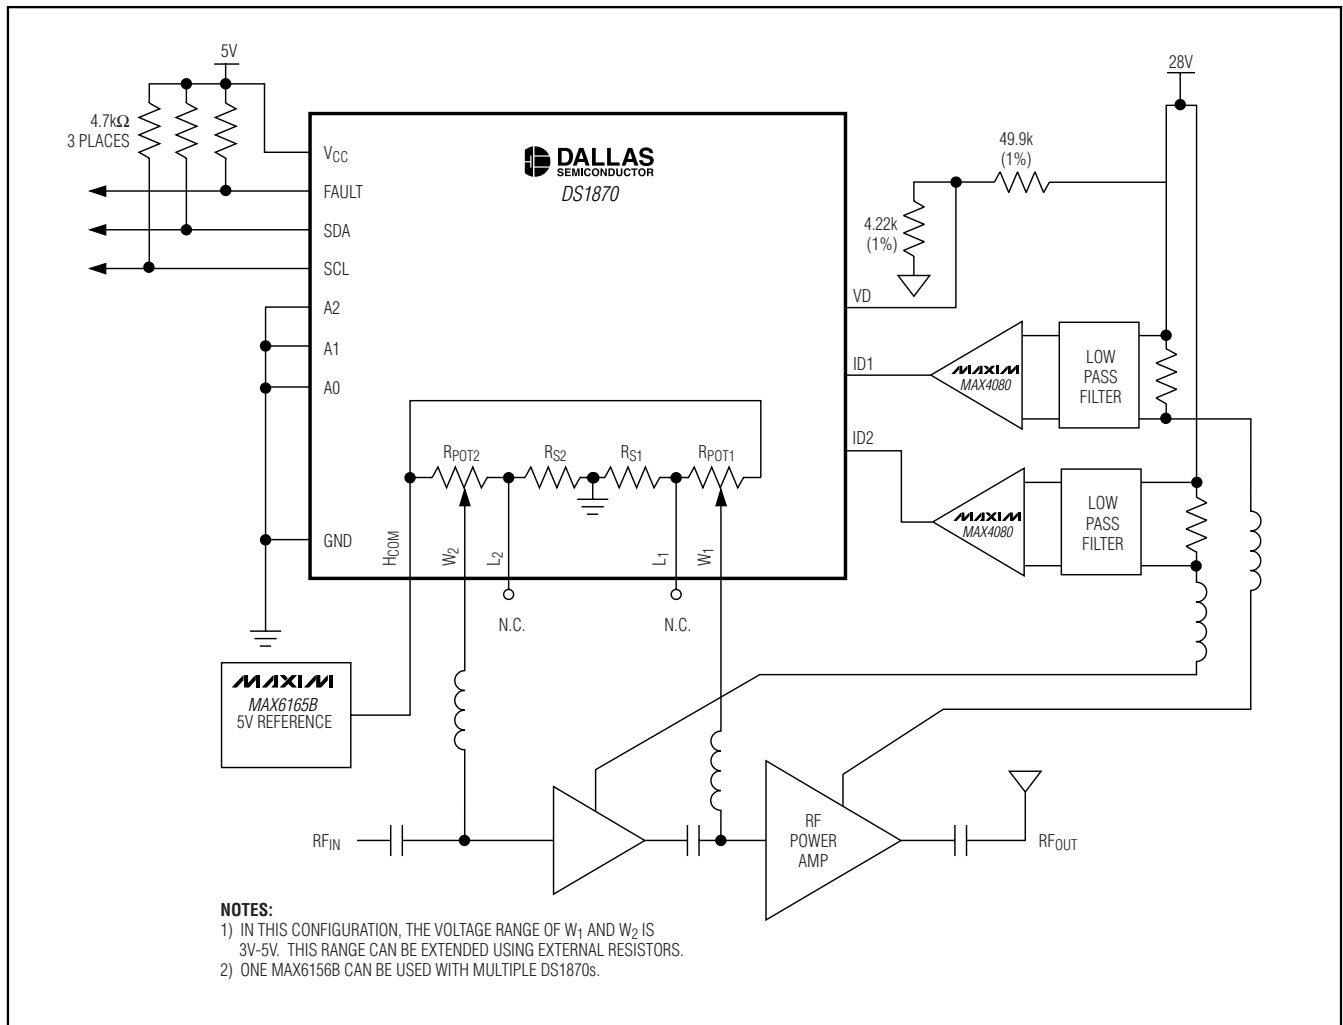 5V
4.7kΩ
3 PLACES
VCC
FAULT
SDA
SCL
A2
A1
A0
GND
DALLAS
SEMICONDUCTOR
DS1870
28V
49.9k
(1%)
4.22k
(1%)
VD
ID1
ID2
MAXIM
MAX4080
LOW
PASS
FILTER
MAXIM
MAX4080
LOW
PASS
FILTER
RPOT2
RS2
RS1
RPOT1
HCOM
W2
L2
L1
W1
N.C.
N.C.
MAXIM
MAX6165B
5V REFERENCE
RFIN
RF
POWER
AMP
RFOUT
NOTES:
1) IN THIS CONFIGURATION, THE VOLTAGE RANGE OF W1 AND W2 IS
3V-5V. THIS RANGE CAN BE EXTENDED USING EXTERNAL RESISTORS.
2) ONE MAX6156B CAN BE USED WITH MULTIPLE DS1870s.